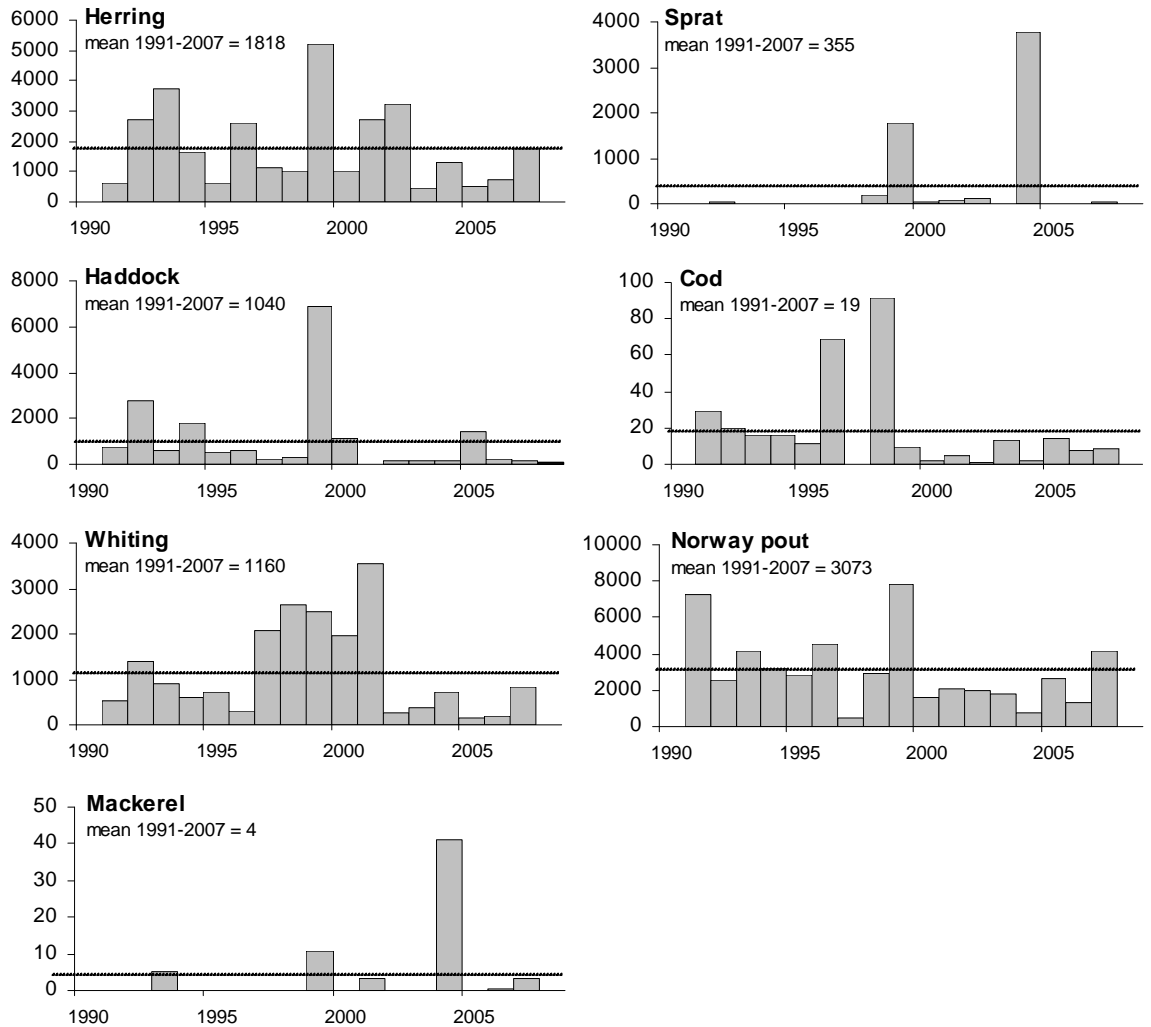 Herring
mean 1991-2007 = 1818
6000
5000
4000
3000
2000
1000
0
1990 1995 2000 2005
Sprat
mean 1991-2007 = 355
4000
3000
2000
1000
0
1990 1995 2000 2005
Haddock
mean 1991-2007 = 1040
8000
6000
4000
2000
0
1990 1995 2000 2005
Cod
mean 1991-2007 = 19
100
80
60
40
20
0
1990 1995 2000 2005
Whiting
mean 1991-2007 = 1160
4000
3000
2000
1000
0
1990 1995 2000 2005
Norway pout
mean 1991-2007 = 3073
10000
8000
6000
4000
2000
0
1990 1995 2000 2005
Mackerel
mean 1991-2007 = 4
50
40
30
20
10
0
1990 1995 2000 2005